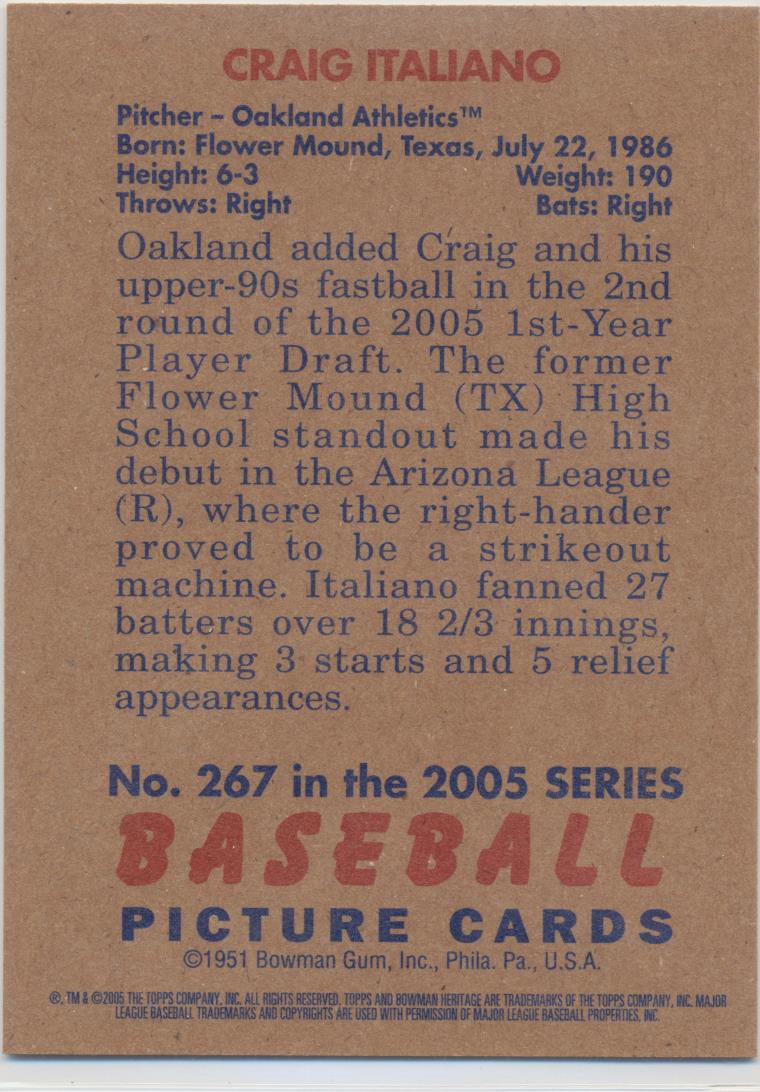 CRAIG ITALIANO
Pitcher – Oakland Athletics™
Born: Flower Mound, Texas, July 22, 1986
Height: 6-3 Weight: 190
Throws: Right Bats: Right
Oakland added Craig and his
upper-90s fastball in the 2nd
round of the 2005 1st-Year
Player Draft. The former
Flower Mound (TX) High
School standout made his
debut in the Arizona League
(R), where the right-hander
proved to be a strikeout
machine. Italiano fanned 27
batters over 18 2/3 innings,
making 3 starts and 5 relief
appearances.
No. 267 in the 2005 SERIES
BASEBALL
PICTURE CARDS
©1951 Bowman Gum, Inc., Phila. Pa., U.S.A.
®, TM & ©2005 THE TOPPS COMPANY, INC. ALL RIGHTS RESERVED. TOPPS AND BOWMAN HERITAGE ARE TRADEMARKS OF THE TOPPS COMPANY, INC. MAJOR
LEAGUE BASEBALL TRADEMARKS AND COPYRIGHTS ARE USED WITH PERMISSION OF MAJOR LEAGUE BASEBALL PROPERTIES, INC.